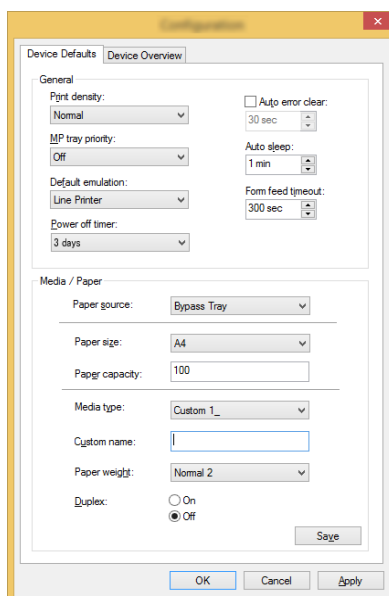 Configuration
Device Defaults Device Overview
General
Print density:
Normal
Auto error clear:
30 sec
MP tray priority:
Off
Auto sleep:
1 min
Default emulation:
Line Printer
Form feed timeout:
300 sec
Power off timer:
3 days
Media / Paper
Paper source: Bypass Tray
Paper size: A4
Paper capacity: 100
Media type: Custom 1_
Custom name:
Paper weight: Normal 2
Duplex: On
Off
Save
OK Cancel Apply